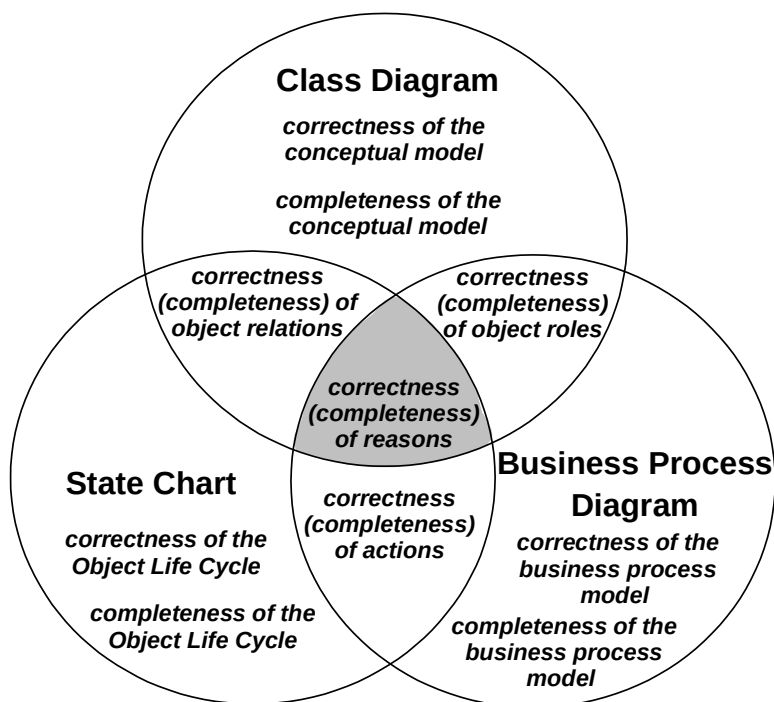 Class Diagram
correctness of the
conceptual model
completeness of the
conceptual model
correctness
(completeness) of
object relations
correctness
(completeness)
of object roles
correctness
(completeness)
of reasons
State Chart
correctness of the
Object Life Cycle
completeness of the
Object Life Cycle
correctness
(completeness)
of actions
Business Process
Diagram
correctness of the
business process
model
completeness of the
business process
model